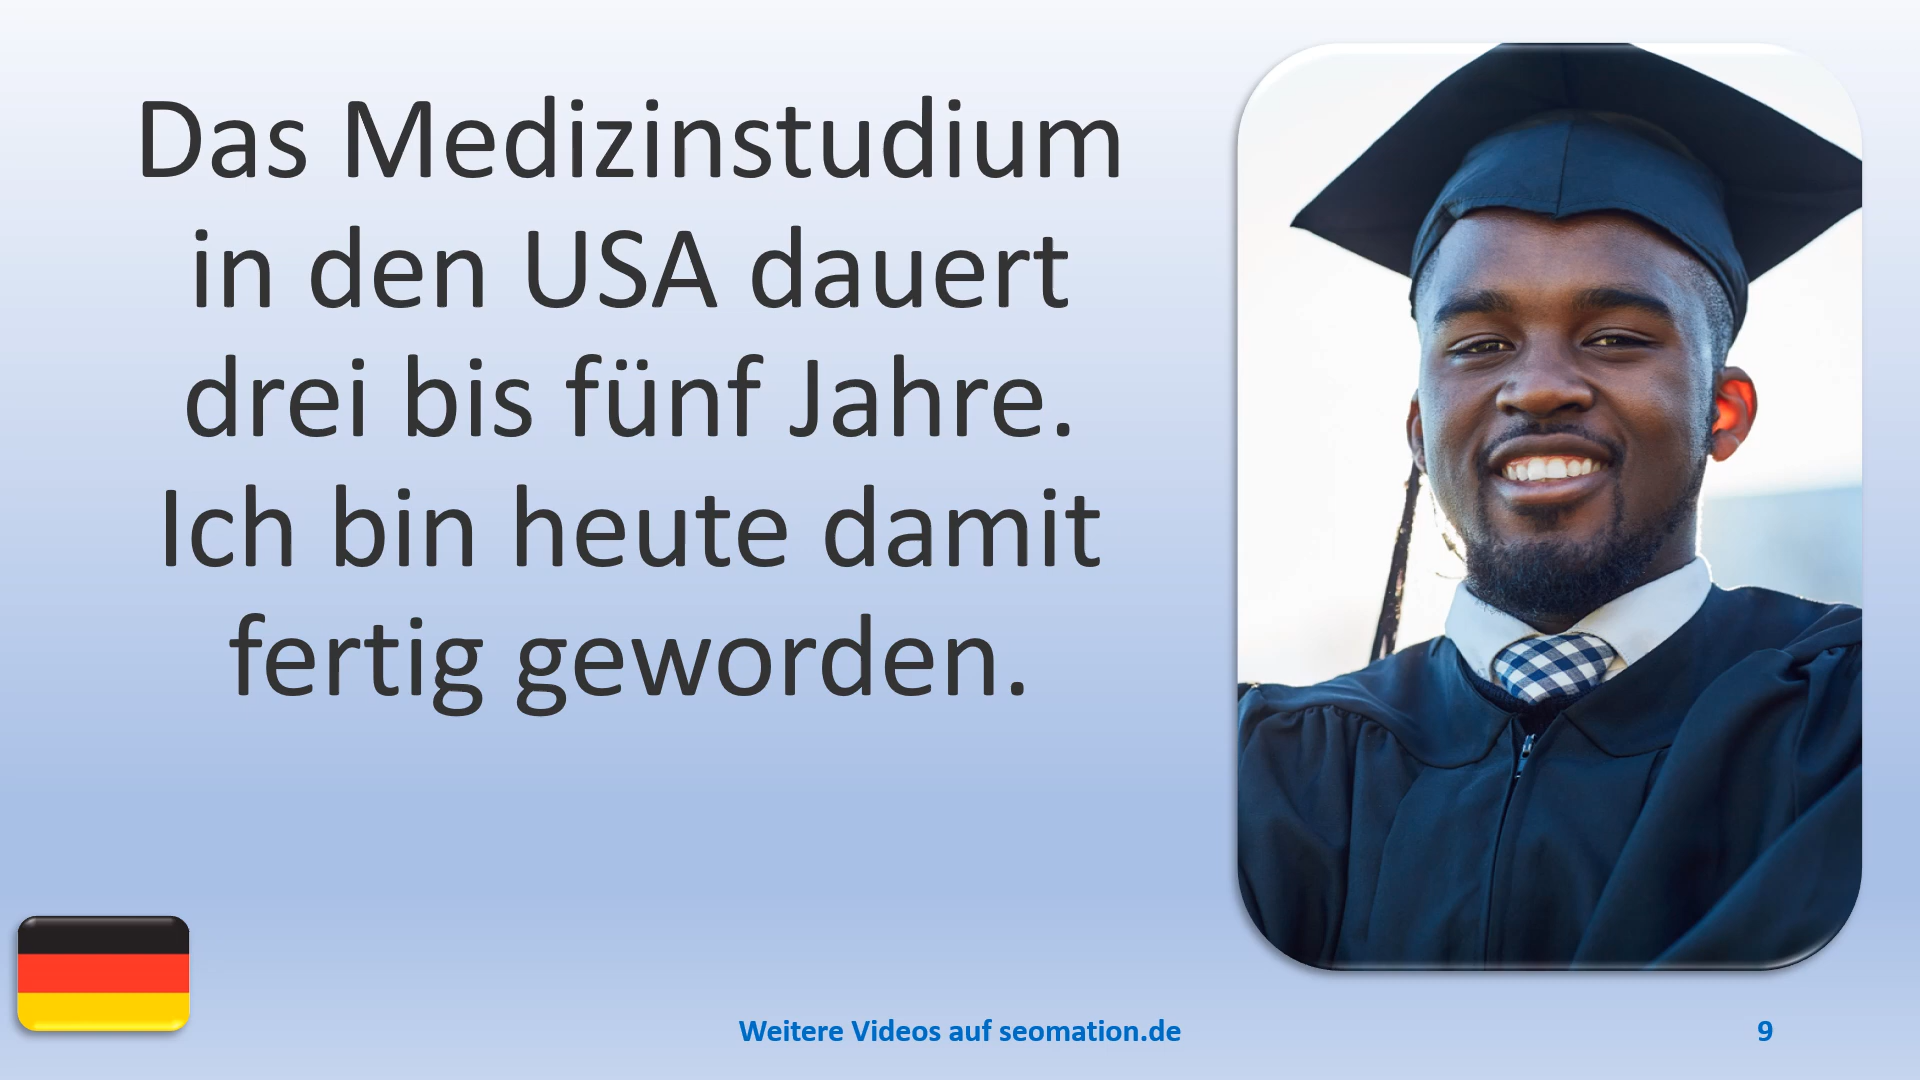 Das Medizinstudium
in den USA dauert
drei bis fünf Jahre.
Ich bin heute damit
fertig geworden.
Weitere Videos auf seomation.de
9